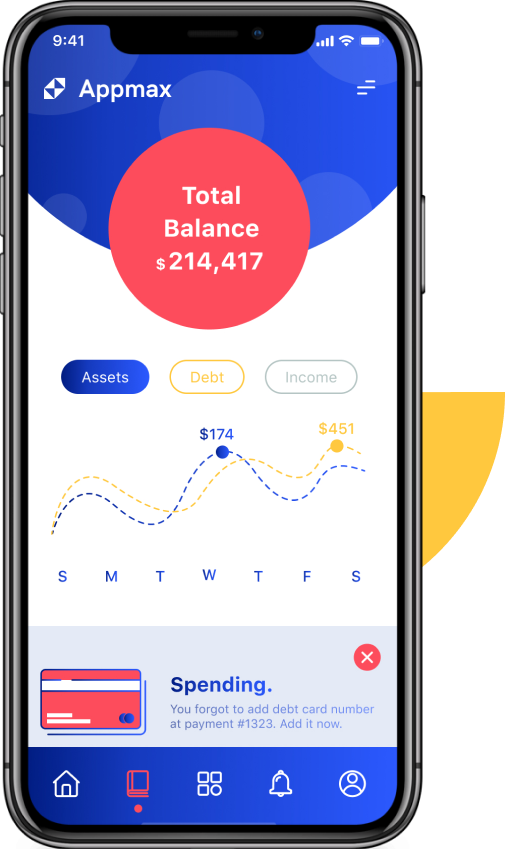 9:41
Appmax
Total
Balance
$214,417
Assets Debt Income
$174 $451
S M T W T F S
Spending.
You forgot to add debt card number
at payment #1323. Add it now.